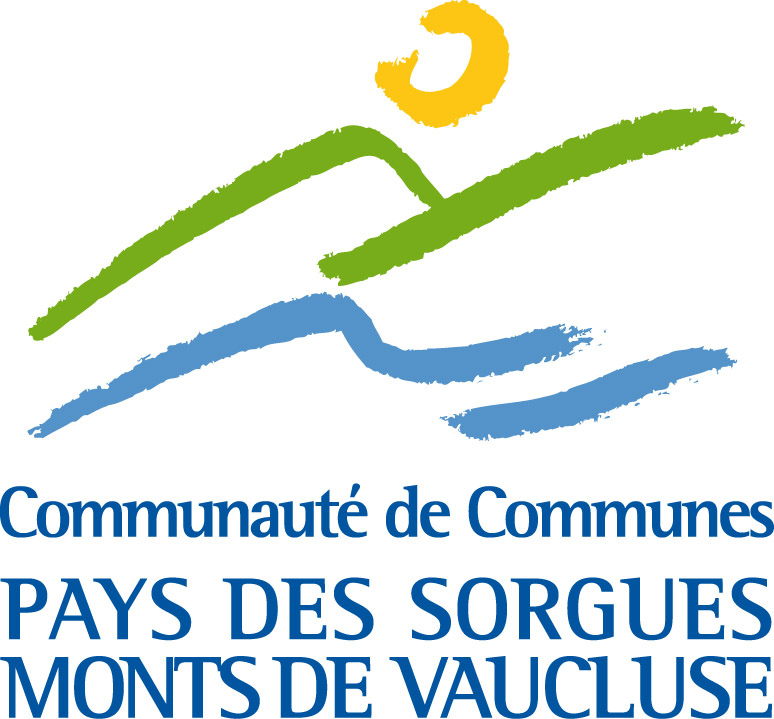 Communauté de Communes
PAYS DES SORGUES
MONTS DE VAUCLUSE